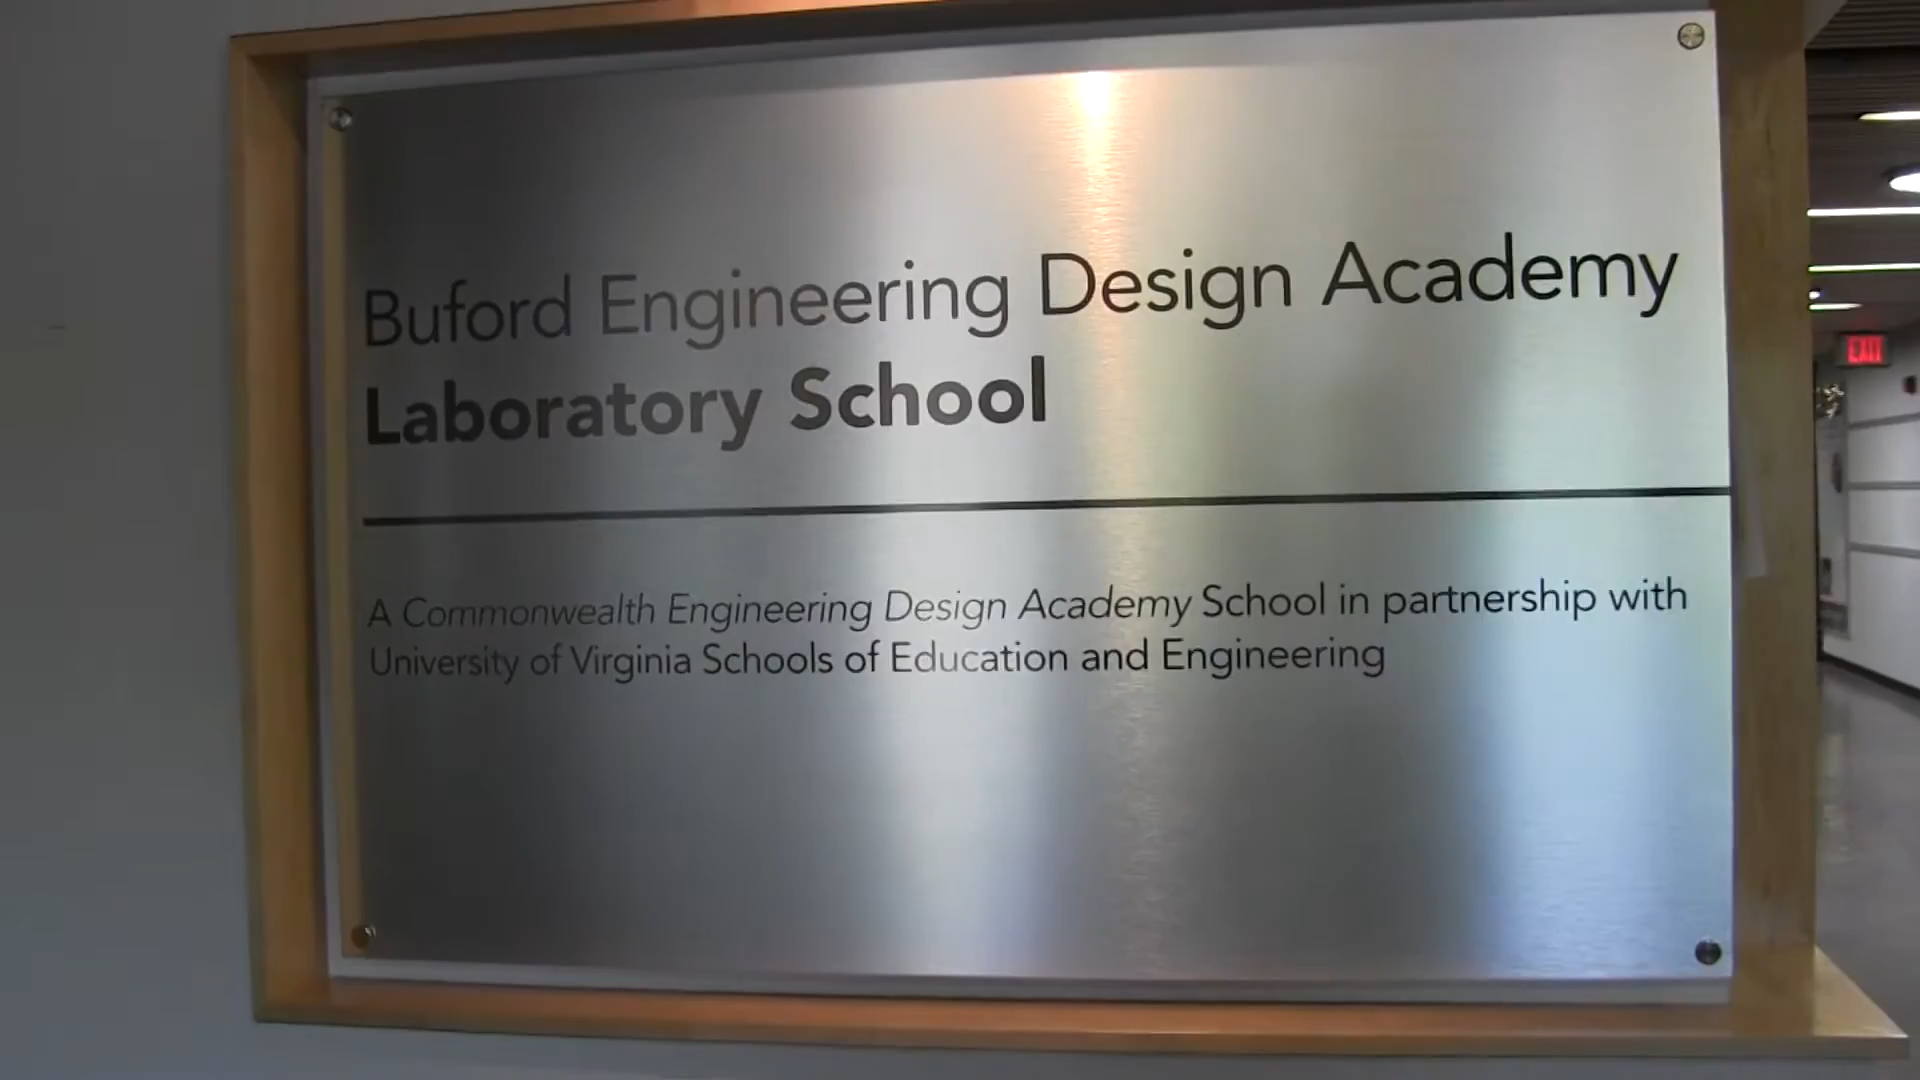 Buford Engineering Design Academy
Laboratory School
A Commonwealth Engineering Design Academy School in partnership with
University of Virginia Schools of Education and Engineering
EXIT